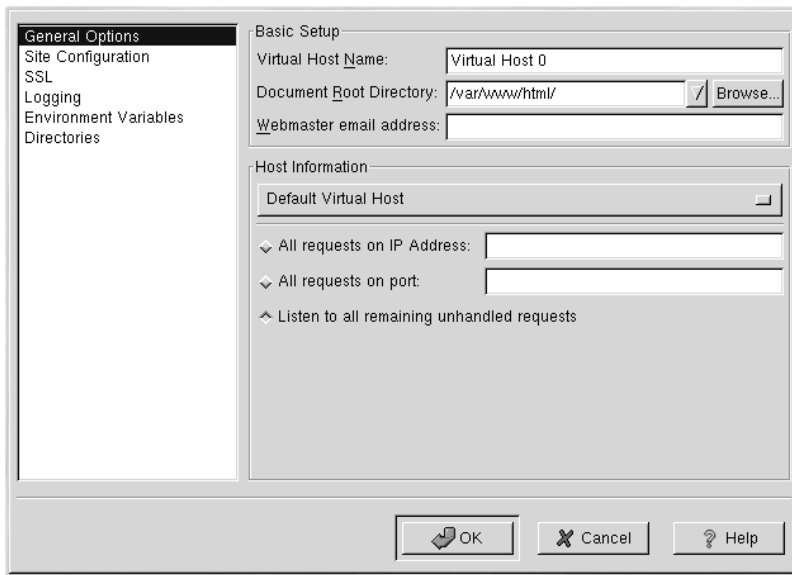 General Options
Site Configuration
SSL
Logging
Environment Variables
Directories
Basic Setup
Virtual Host Name: Virtual Host 0
Document Root Directory: /var/www/html/ Browse...
Webmaster email address:
Host Information
Default Virtual Host
All requests on IP Address:
All requests on port:
Listen to all remaining unhandled requests
OK Cancel Help